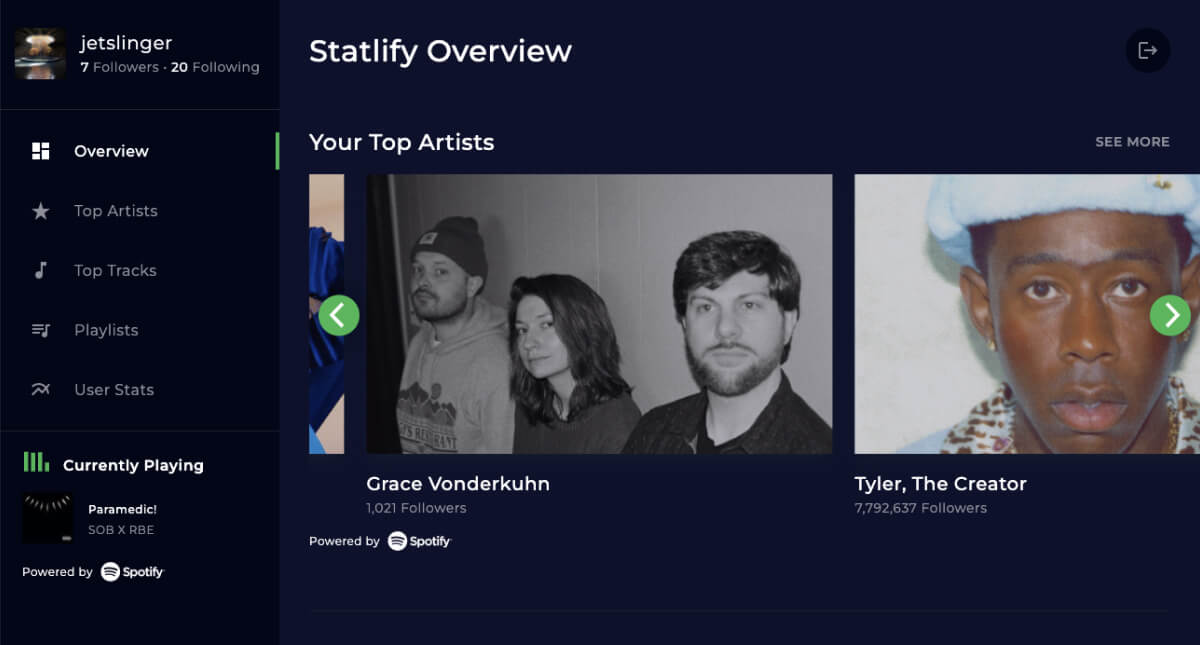 jetslinger
7 Followers • 20 Following
Overview
Top Artists
Top Tracks
Playlists
User Stats
Currently Playing
Paramedic!
SOB X RBE
Powered by Spotify
Statlify Overview
Your Top Artists
SEE MORE
Grace Vonderkuhn
1,021 Followers
Tyler, The Creator
7,792,637 Followers
Powered by Spotify